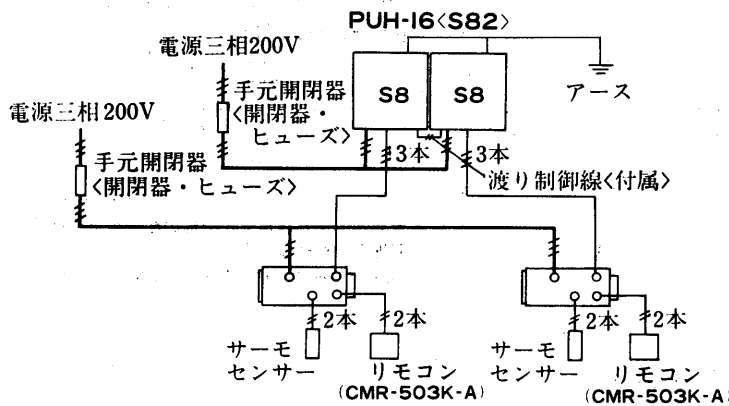 PUH-16<S82>
電源三相200V
アース
手元開閉器
<開閉器・
ヒューズ>
S8
S8
電源三相200V
手元開閉器
<開閉器・ヒューズ>
3本
3本
渡り制御線<付属>
2本
2本
2本
2本
サーモ
センサー
リモコン
(CMR-503K-A)
サーモ
センサー
リモコン
(CMR-503K-A)